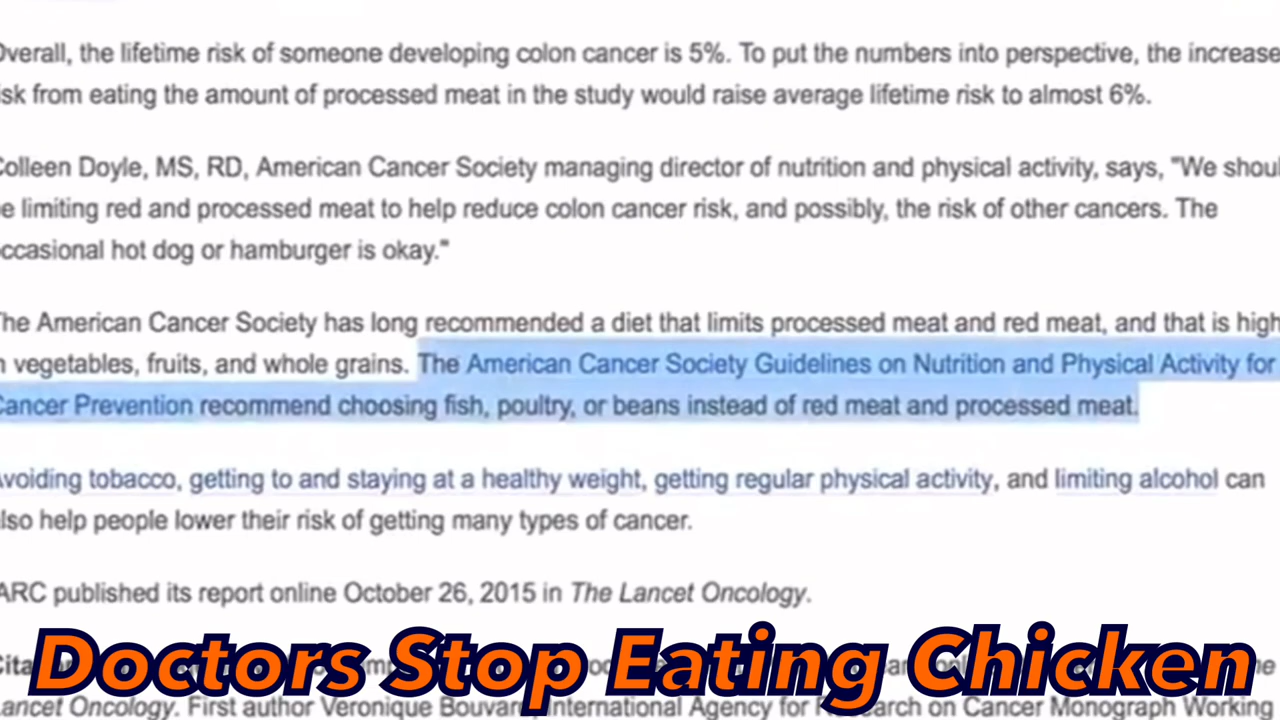 Overall, the lifetime risk of someone developing colon cancer is 5%. To put the numbers into perspective, the increase
isk from eating the amount of processed meat in the study would raise average lifetime risk to almost 6%.
Colleen Doyle, MS, RD, American Cancer Society managing director of nutrition and physical activity, says, "We shoul
e limiting red and processed meat to help reduce colon cancer risk, and possibly, the risk of other cancers. The
occasional hot dog or hamburger is okay."
The American Cancer Society has long recommended a diet that limits processed meat and red meat, and that is high
n vegetables, fruits, and whole grains. The American Cancer Society Guidelines on Nutrition and Physical Activity for
Cancer Prevention recommend choosing fish, poultry, or beans instead of red meat and processed meat.
Avoiding tobacco, getting to and staying at a healthy weight, getting regular physical activity, and limiting alcohol can
also help people lower their risk of getting many types of cancer.
IARC published its report online October 26, 2015 in The Lancet Oncology.
Doctors Stop Eating Chicken
Lancet Oncology. First author Veronique Bouvard, International Agency for Research on Cancer Monograph Working